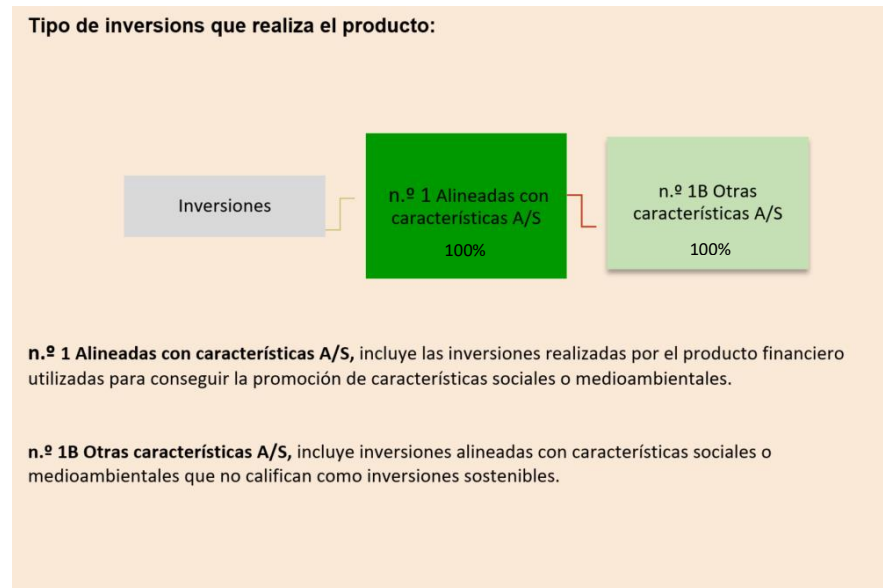 Tipo de inversions que realiza el producto:
Inversiones
n.º 1 Alineadas con
características A/S
100%
n.º 1B Otras
características A/S
100%
n.º 1 Alineadas con características A/S, incluye las inversiones realizadas por el producto financiero
utilizadas para conseguir la promoción de características sociales o medioambientales.
n.º 1B Otras características A/S, incluye inversiones alineadas con características sociales o
medioambientales que no califican como inversiones sostenibles.